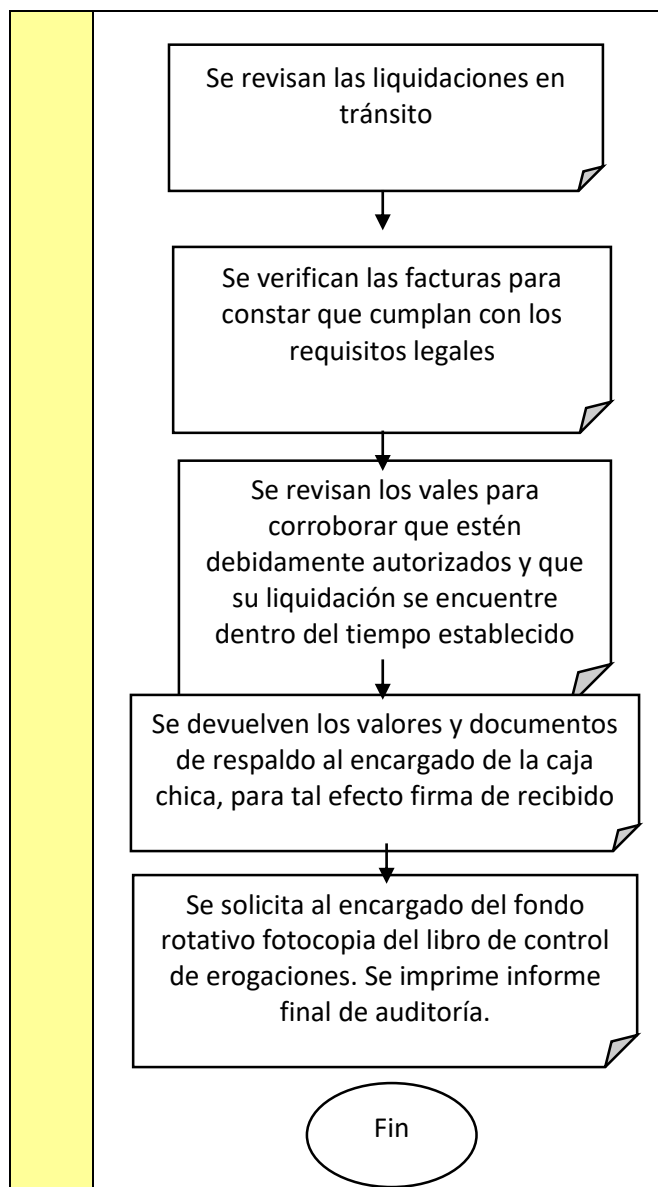 Se revisan las liquidaciones en
tránsito
Se verifican las facturas para
constar que cumplan con los
requisitos legales
Se revisan los vales para
corroborar que estén
debidamente autorizados y que
su liquidación se encuentre
dentro del tiempo establecido
Se devuelven los valores y documentos
de respaldo al encargado de la caja
chica, para tal efecto firma de recibido
Se solicita al encargado del fondo
rotativo fotocopia del libro de control
de erogaciones. Se imprime informe
final de auditoría.
Fin